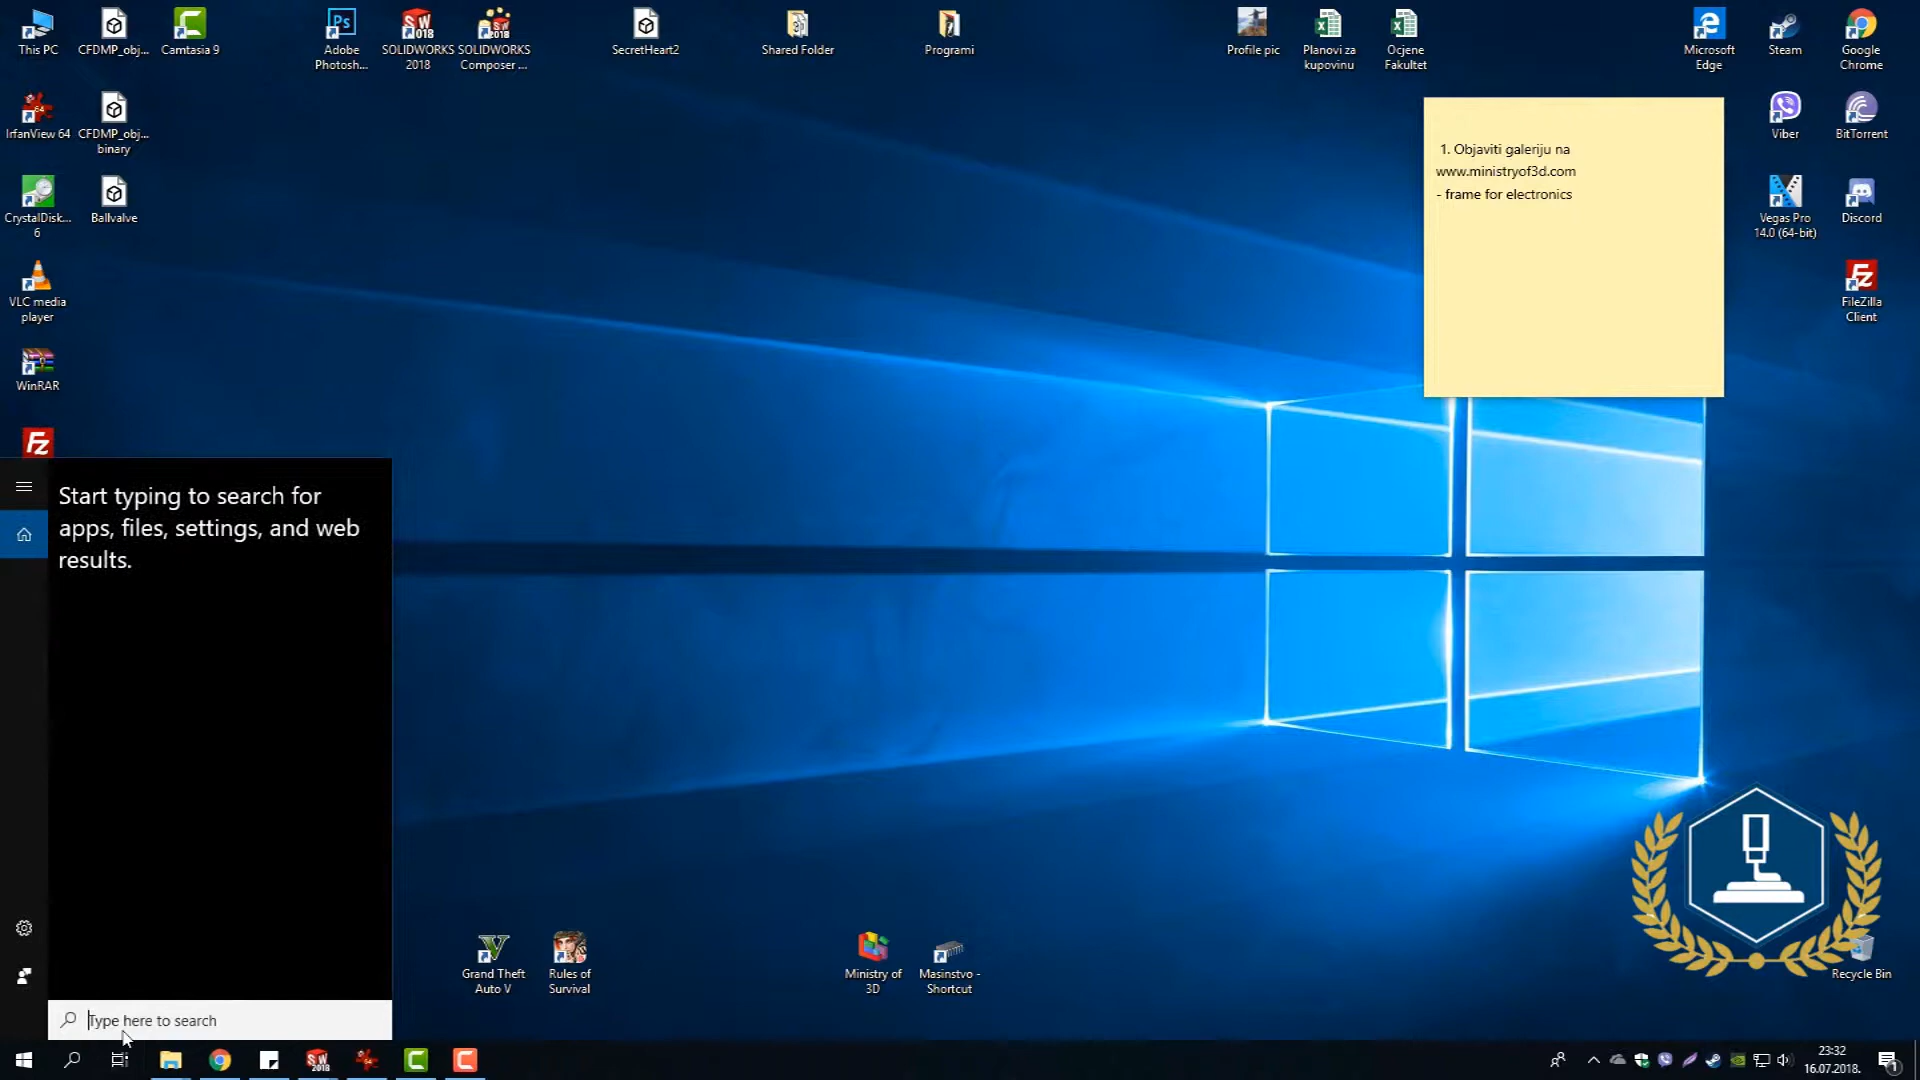 This PC
CFDMP_obj...
Camtasia 9
Adobe
Photosh...
SOLIDWORKS
2018
SOLIDWORKS
Composer ...
SecretHeart2
Shared Folder
Programi
Profile pic
Planovi za
kupovinu
Ocjene
Fakultet
Microsoft
Edge
Steam
Google
Chrome
IrfanView 64
CFDMP_obj...
binary
Viber
BitTorrent
CrystalDisk...
6
Ballvalve
Vegas Pro
14.0 (64-bit)
Discord
VLC media
player
FileZilla
Client
WinRAR
1. Objaviti galeriju na
www.ministryof3d.com
- frame for electronics
Start typing to search for
apps, files, settings, and web
results.
Grand Theft
Auto V
Rules of
Survival
Ministry of
3D
Masinstvo -
Shortcut
Recycle Bin
Type here to search
23:32
16.07.2018.